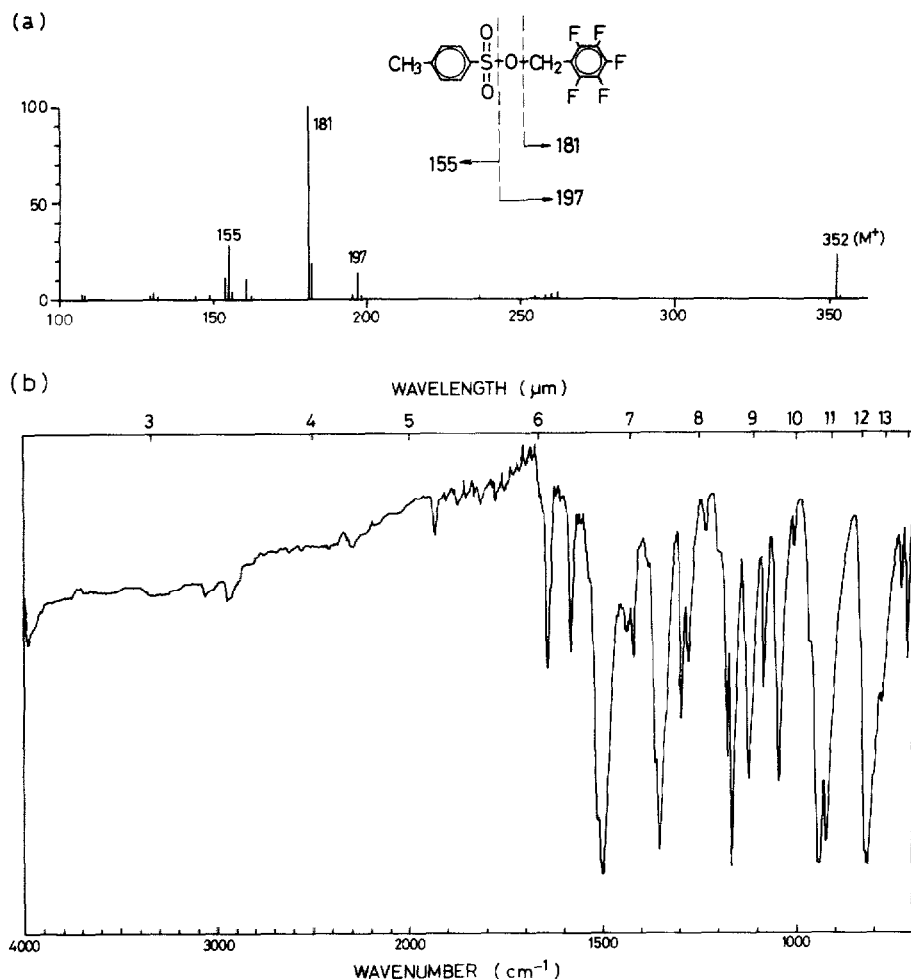 (a)
O
CH₃ S O CH₂ F F F F F
O
100
181
155 181
197
50
155
197
352 (M⁺)
0
100 150 200 250 300 350
(b)
WAVELENGTH (μm)
3 4 5 6 7 8 9 10 11 12 13
4000 3000 2000 1500 1000
WAVENUMBER (cm⁻¹)